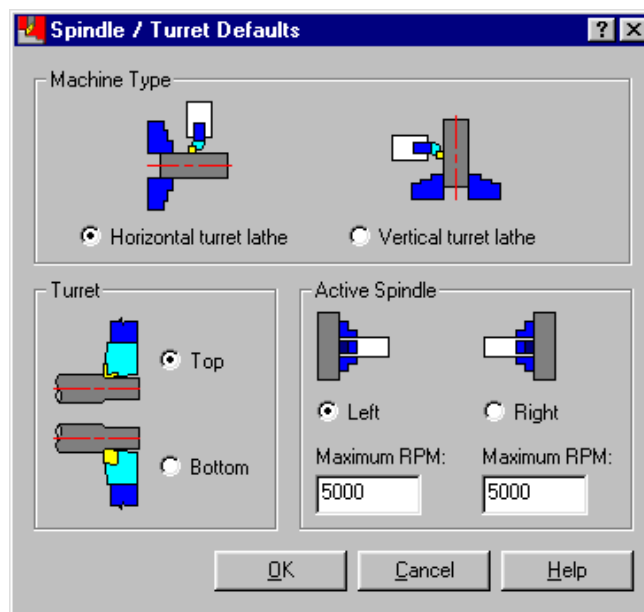 Spindle / Turret Defaults
Machine Type
Horizontal turret lathe
Vertical turret lathe
Turret
Top
Bottom
Active Spindle
Left
Right
Maximum RPM:
Maximum RPM:
5000
5000
OK
Cancel
Help